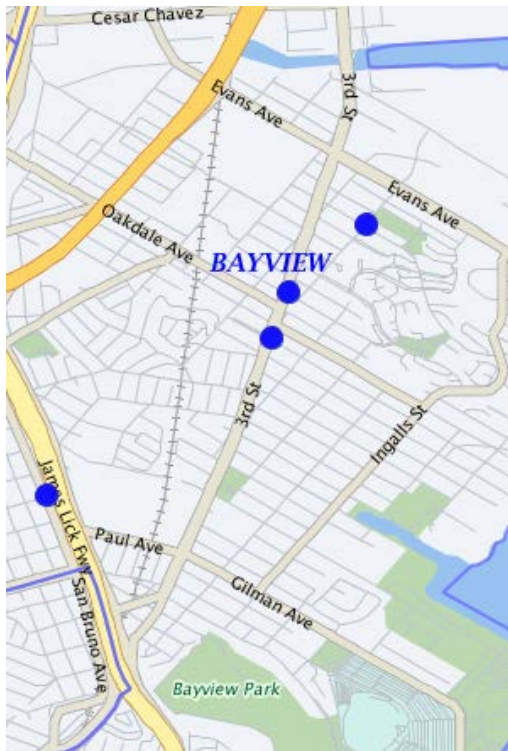 Cesar Chavez
3rd St
Evans Ave
Evans Ave
Oakdale Ave
BAYVIEW
3rd St
Ingalls St
James Lick Fwy
Paul Ave
San Bruno Ave
Gilman Ave
Bayview Park